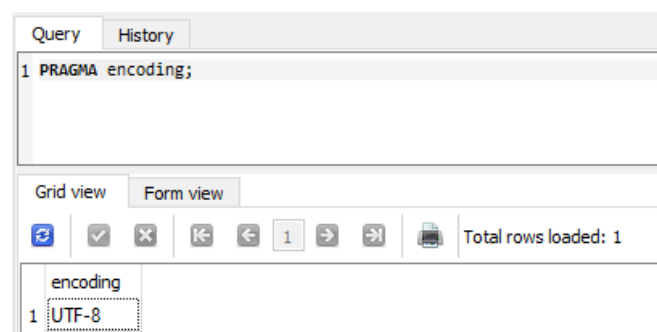 Query History
1 PRAGMA encoding;
Grid view Form view
1 Total rows loaded: 1
encoding
1 UTF-8